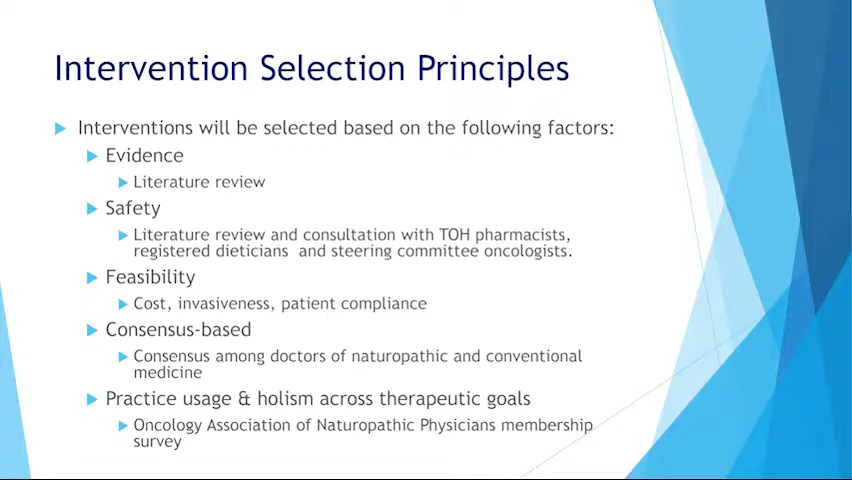 Intervention Selection Principles
Interventions will be selected based on the following factors:
Evidence
Literature review
Safety
Literature review and consultation with TOH pharmacists,
registered dieticians and steering committee oncologists.
Feasibility
Cost, invasiveness, patient compliance
Consensus-based
Consensus among doctors of naturopathic and conventional
medicine
Practice usage & holism across therapeutic goals
Oncology Association of Naturopathic Physicians membership
survey